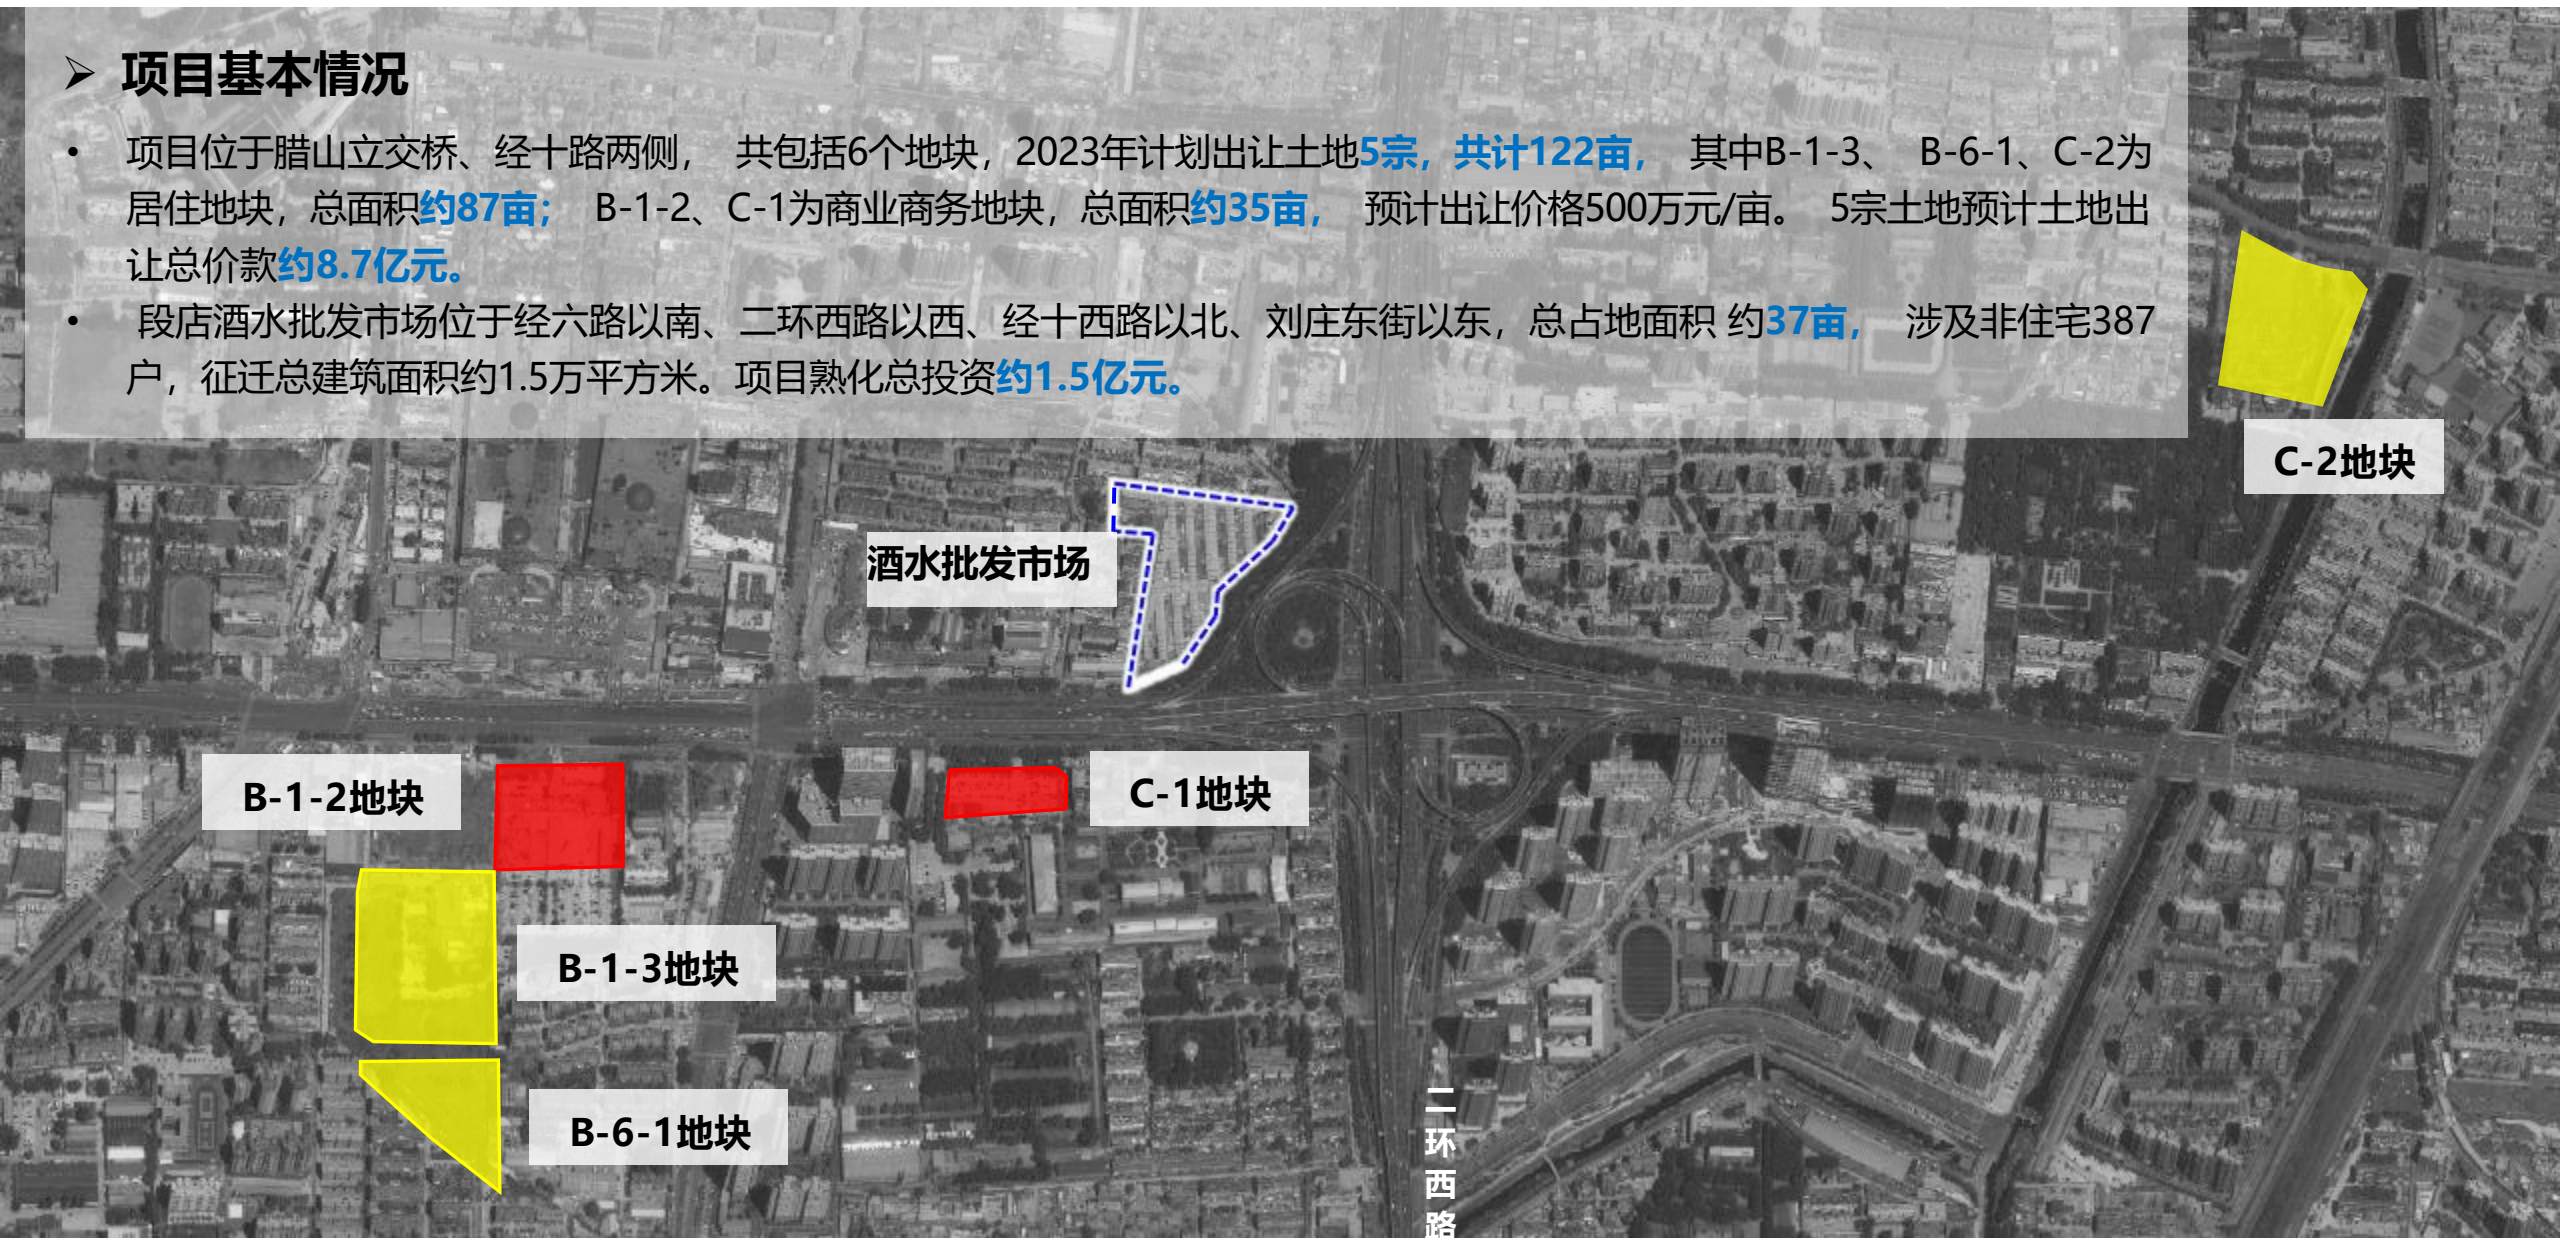 ➢ 项目基本情况
• 项目位于腊山立交桥、经十路两侧， 共包括6个地块，2023年计划出让土地5宗，共计122亩， 其中B-1-3、 B-6-1、C-2为
居住地块，总面积约87亩； B-1-2、C-1为商业商务地块，总面积约35亩， 预计出让价格500万元/亩。 5宗土地预计土地出
让总价款约8.7亿元。
• 段店酒水批发市场位于经六路以南、二环西路以西、经十西路以北、刘庄东街以东，总占地面积 约37亩， 涉及非住宅387
户，征迁总建筑面积约1.5万平方米。项目熟化总投资约1.5亿元。
C-2地块
酒水批发市场
B-1-2地块
C-1地块
B-1-3地块
B-6-1地块
二
环
西
路